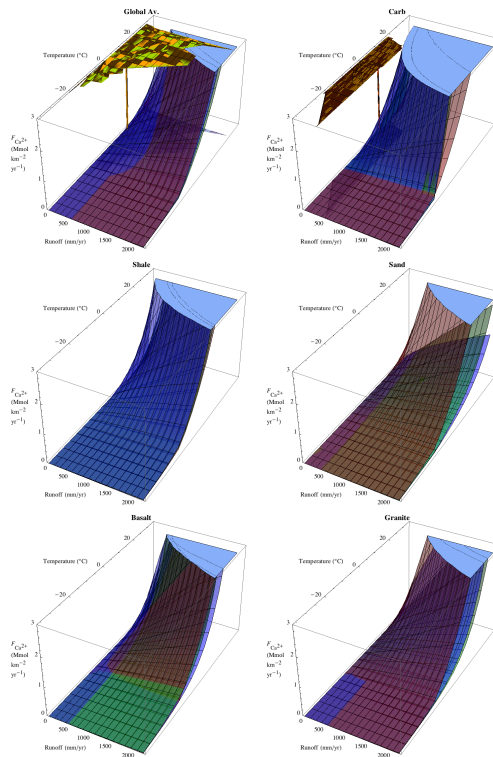 Global Av.
20
Temperature (°C)
0
−20
3
2
1
0
F Ca2+
(Mmol
km−2
yr−1)
0
500
1000
1500
2000
Runoff (mm/yr)
Carb
20
Temperature (°C)
0
−20
3
2
1
0
F Ca2+
(Mmol
km−2
yr−1)
0
500
1000
1500
2000
Runoff (mm/yr)
Shale
20
Temperature (°C)
0
−20
3
2
1
0
F Ca2+
(Mmol
km−2
yr−1)
0
500
1000
1500
2000
Runoff (mm/yr)
Sand
20
Temperature (°C)
0
−20
3
2
1
0
F Ca2+
(Mmol
km−2
yr−1)
0
500
1000
1500
2000
Runoff (mm/yr)
Basalt
20
Temperature (°C)
0
−20
3
2
1
0
F Ca2+
(Mmol
km−2
yr−1)
0
500
1000
1500
2000
Runoff (mm/yr)
Granite
20
Temperature (°C)
0
−20
3
2
1
0
F Ca2+
(Mmol
km−2
yr−1)
0
500
1000
1500
2000
Runoff (mm/yr)